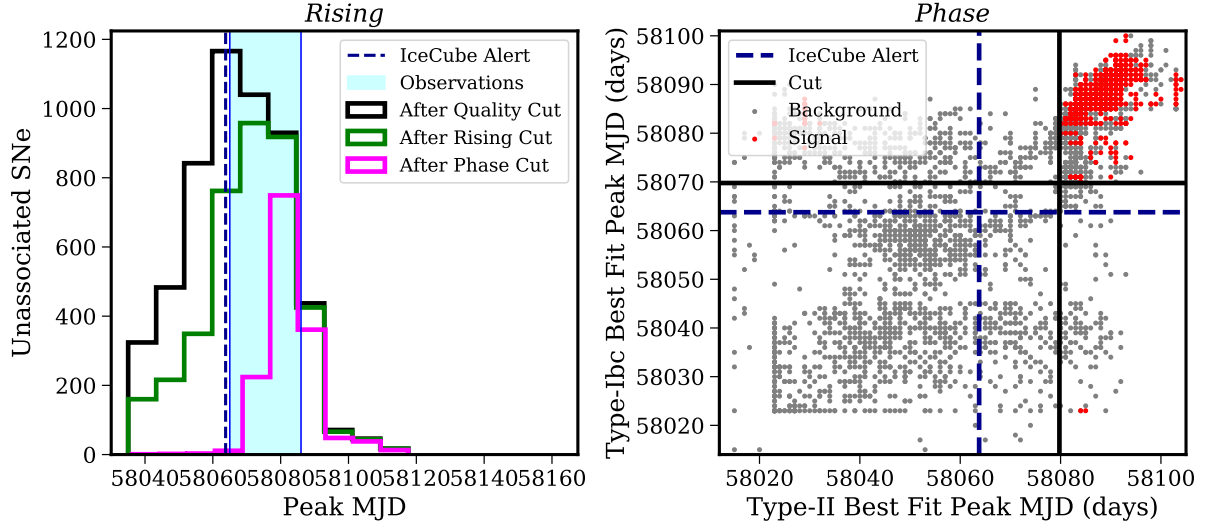 Rising
Unassociated SNe
1200
1000
800
600
400
200
0
IceCube Alert
Observations
After Quality Cut
After Rising Cut
After Phase Cut
58040 58060 58080 58100 58120 58140 58160
Peak MJD
Phase
Type-Ibc Best Fit Peak MJD (days)
58100
58090
58080
58070
58060
58050
58040
58030
58020
IceCube Alert
Cut
Background
Signal
58020 58040 58060 58080 58100
Type-II Best Fit Peak MJD (days)